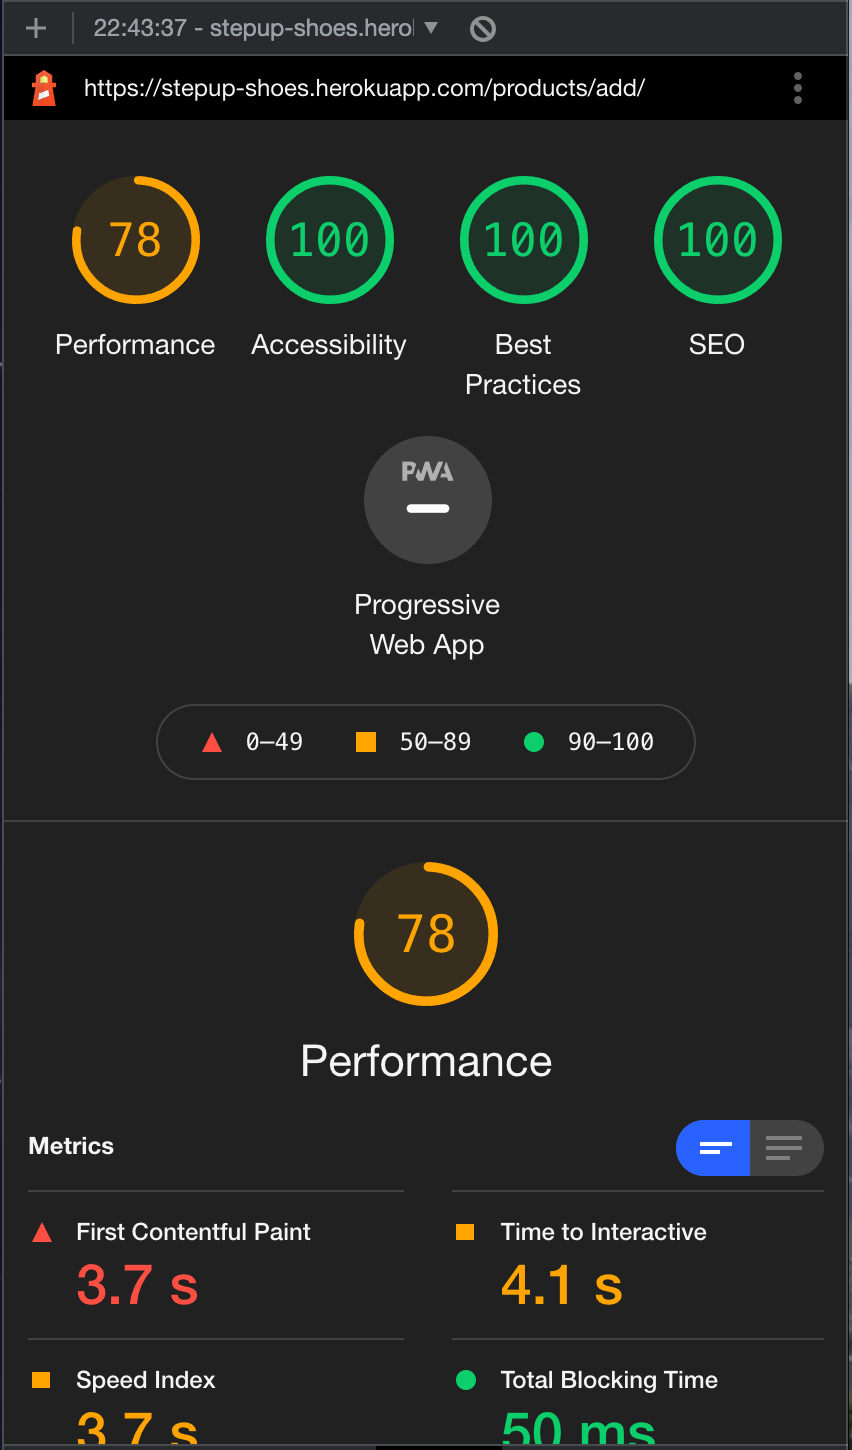 22:43:37 - stepup-shoes.hero
https://stepup-shoes.herokuapp.com/products/add/
78 100 100 100
Performance Accessibility Best Practices SEO
PWA
Progressive
Web App
0–49 50–89 90–100
78
Performance
Metrics
First Contentful Paint Time to Interactive
3.7 s 4.1 s
Speed Index Total Blocking Time
3.7 s 50 ms